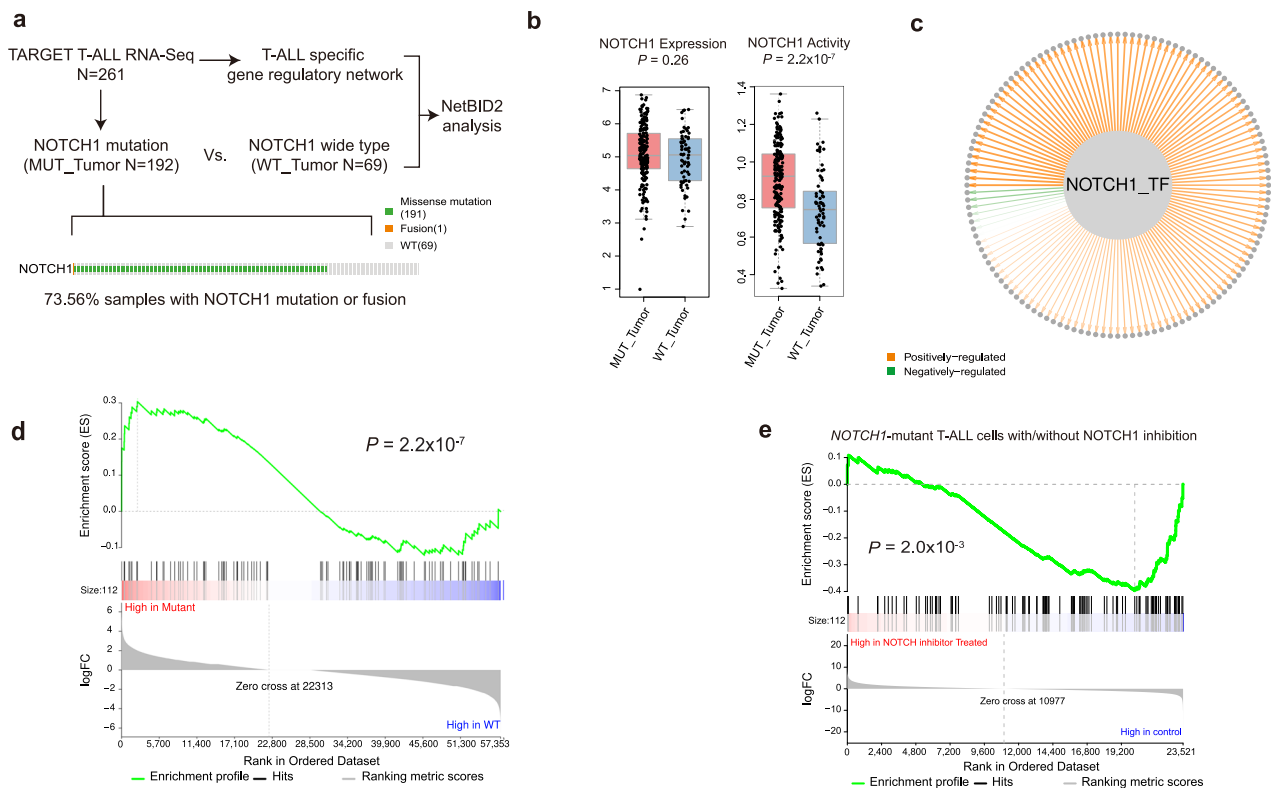 a
TARGET T-ALL RNA-Seq
N=261
T-ALL specific
gene regulatory network
NetBID2
analysis
NOTCH1 mutation
(MUT_Tumor N=192)
Vs.
NOTCH1 wide type
(WT_Tumor N=69)
Missense mutation
(191)
Fusion(1)
WT(69)
NOTCH1
73.56% samples with NOTCH1 mutation or fusion
b
NOTCH1 Expression
P = 0.26
7
6
5
4
3
2
1
MUT_Tumor
WT_Tumor
NOTCH1 Activity
P = 2.2x10-7
1.4
1.2
1.0
0.8
0.6
0.4
MUT_Tumor
WT_Tumor
c
NOTCH1_TF
Positively-regulated
Negatively-regulated
d
P = 2.2x10-7
Enrichment score (ES)
0.3
0.2
0.1
0.0
−0.1
Size:112
High in Mutant
logFC
6
4
2
0
−2
−4
−6
Zero cross at 22313
High in WT
0 5,700 11,400 17,100 22,800 28,500 34,200 39,900 45,600 51,300 57,353
Rank in Ordered Dataset
Enrichment profile Hits Ranking metric scores
e
NOTCH1-mutant T-ALL cells with/without NOTCH1 inhibition
P = 2.0x10-3
Enrichment score (ES)
0.1
0.0
−0.1
−0.2
−0.3
−0.4
Size:112
High in NOTCH inhibitor Treated
logFC
20
10
0
−10
−20
Zero cross at 10977
High in control
0 2,400 4,800 7,200 9,600 12,000 14,400 16,800 19,200 23,521
Rank in Ordered Dataset
Enrichment profile Hits Ranking metric scores